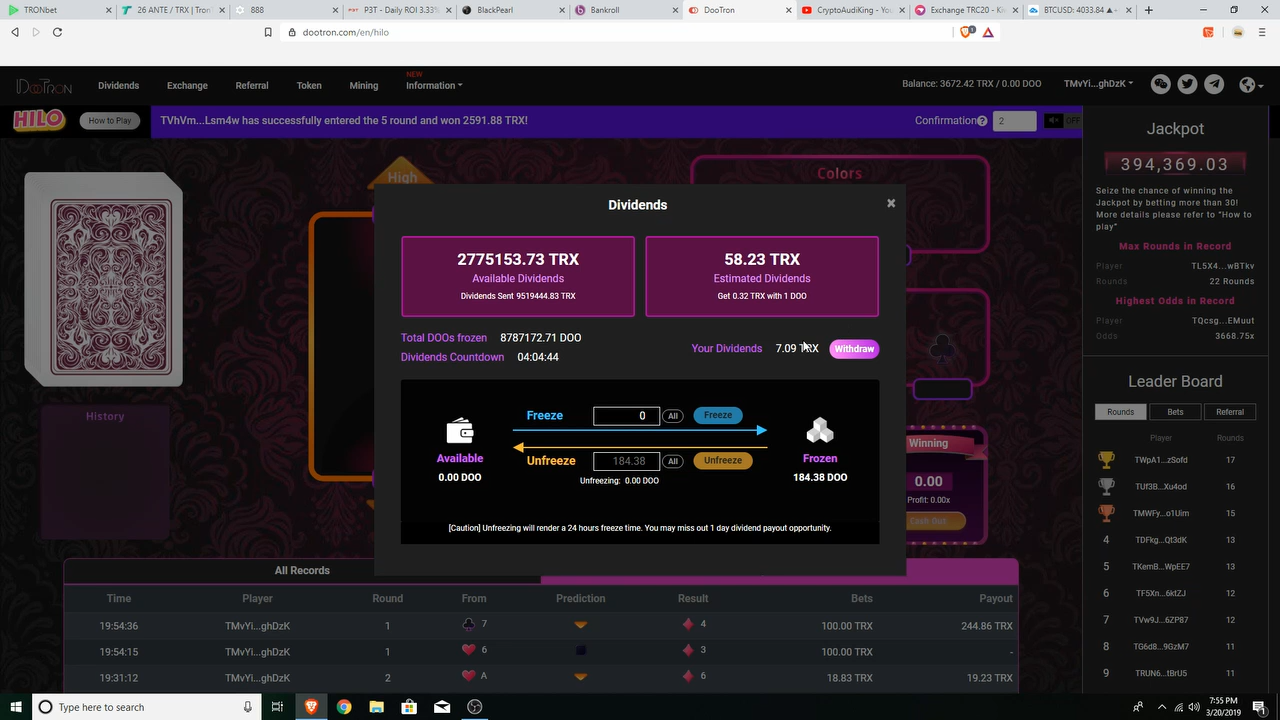 TRONbet
26 ANTE / TRX | Tron
888
P3T - Daily ROI 3.33%
BlackPearl
Bankroll
DooTron
CryptoAudiKing - You
Exchange TRC20 - Ki
BTCUSD: 4033.84 ▲ -
dootron.com/en/hilo
1
DooTron
Dividends
Exchange
Referral
Token
Mining
NEW
Information
Balance: 3672.42 TRX / 0.00 DOO
TMvYi...ghDzK
HILO
How to Play
TVhVm...Lsm4w has successfully entered the 5 round and won 2591.88 TRX!
Confirmation
2
OFF
High
Colors
History
Winning
0.00
Profit: 0.00x
Cash Out
Dividends
2775153.73 TRX
Available Dividends
Dividends Sent 9519444.83 TRX
58.23 TRX
Estimated Dividends
Get 0.32 TRX with 1 DOO
Total DOOs frozen 8787172.71 DOO
Dividends Countdown 04:04:44
Your Dividends 7.09 TRX Withdraw
Freeze 0 All Freeze
Unfreeze 184.38 All Unfreeze
Unfreezing: 0.00 DOO
Available
0.00 DOO
Frozen
184.38 DOO
[Caution] Unfreezing will render a 24 hours freeze time. You may miss out 1 day dividend payout opportunity.
Jackpot
394,369.03
Seize the chance of winning the
Jackpot by betting more than 30!
More details please refer to "How to
play"
Max Rounds in Record
Player TL5X4...wBTkv
Rounds 22 Rounds
Highest Odds in Record
Player TQcsg...EMuut
Odds 3668.75x
Leader Board
Rounds Bets Referral
Player Rounds
TWpA1...zSofd 17
TUf3B...Xu4od 16
TMWFy...o1Uim 15
4 TDFkg...Qt3dK 13
5 TKemB...WpEE7 13
6 TF5Xn...6ktZJ 12
7 TVw9J...6ZP87 12
8 TG6d8...9GzM7 11
9 TRUN6...tBrU5 11
All Records
Time Player Round From Prediction Result Bets Payout
19:54:36 TMvYi...ghDzK 1 7 4 100.00 TRX 244.86 TRX
19:54:15 TMvYi...ghDzK 1 6 3 100.00 TRX -
19:31:12 TMvYi...ghDzK 2 A 6 18.83 TRX 19.23 TRX
Type here to search
7:55 PM
3/20/2019
1